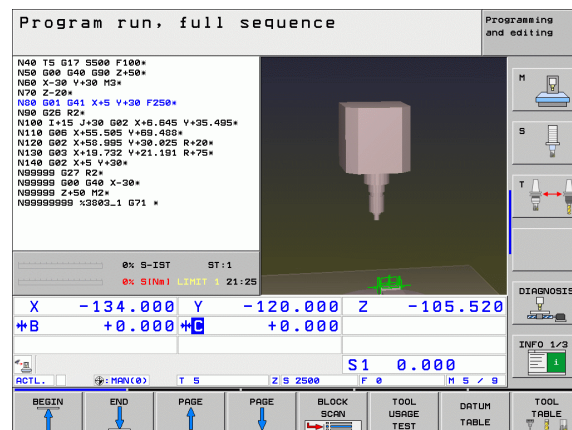 Program run, full sequence
Programming
and editing
N40 T5 G17 S500 F100*
N50 G00 G40 G90 Z+50*
N60 X-30 Y+30 M3*
N70 Z-20*
N80 G01 G41 X+5 Y+30 F250*
N90 G26 R2*
N100 I+15 J+30 G02 X+6.645 Y+35.495*
N110 G06 X+55.505 Y+69.488*
N120 G02 X+58.995 Y+30.025 R+20*
N130 G03 X+19.732 Y+21.191 R+75*
N140 G02 X+5 Y+30*
N99999 G27 R2*
N99999 G00 G40 X-30*
N99999 Z+50 M2*
N99999999 %3803_1 G71 *
0% S-IST ST:1
0% S[Nm] LIMIT 1 21:25
X -134.000 Y -120.000 Z -105.520
B +0.000 C +0.000
S1 0.000
ACTL. MAN(0) T 5 Z S 2500 F 0 M 5 / 9
M
S
T
DIAGNOSIS
INFO 1/3
BEGIN
END
PAGE
PAGE
BLOCK
SCAN
TOOL
USAGE
TEST
DATUM
TABLE
TOOL
TABLE